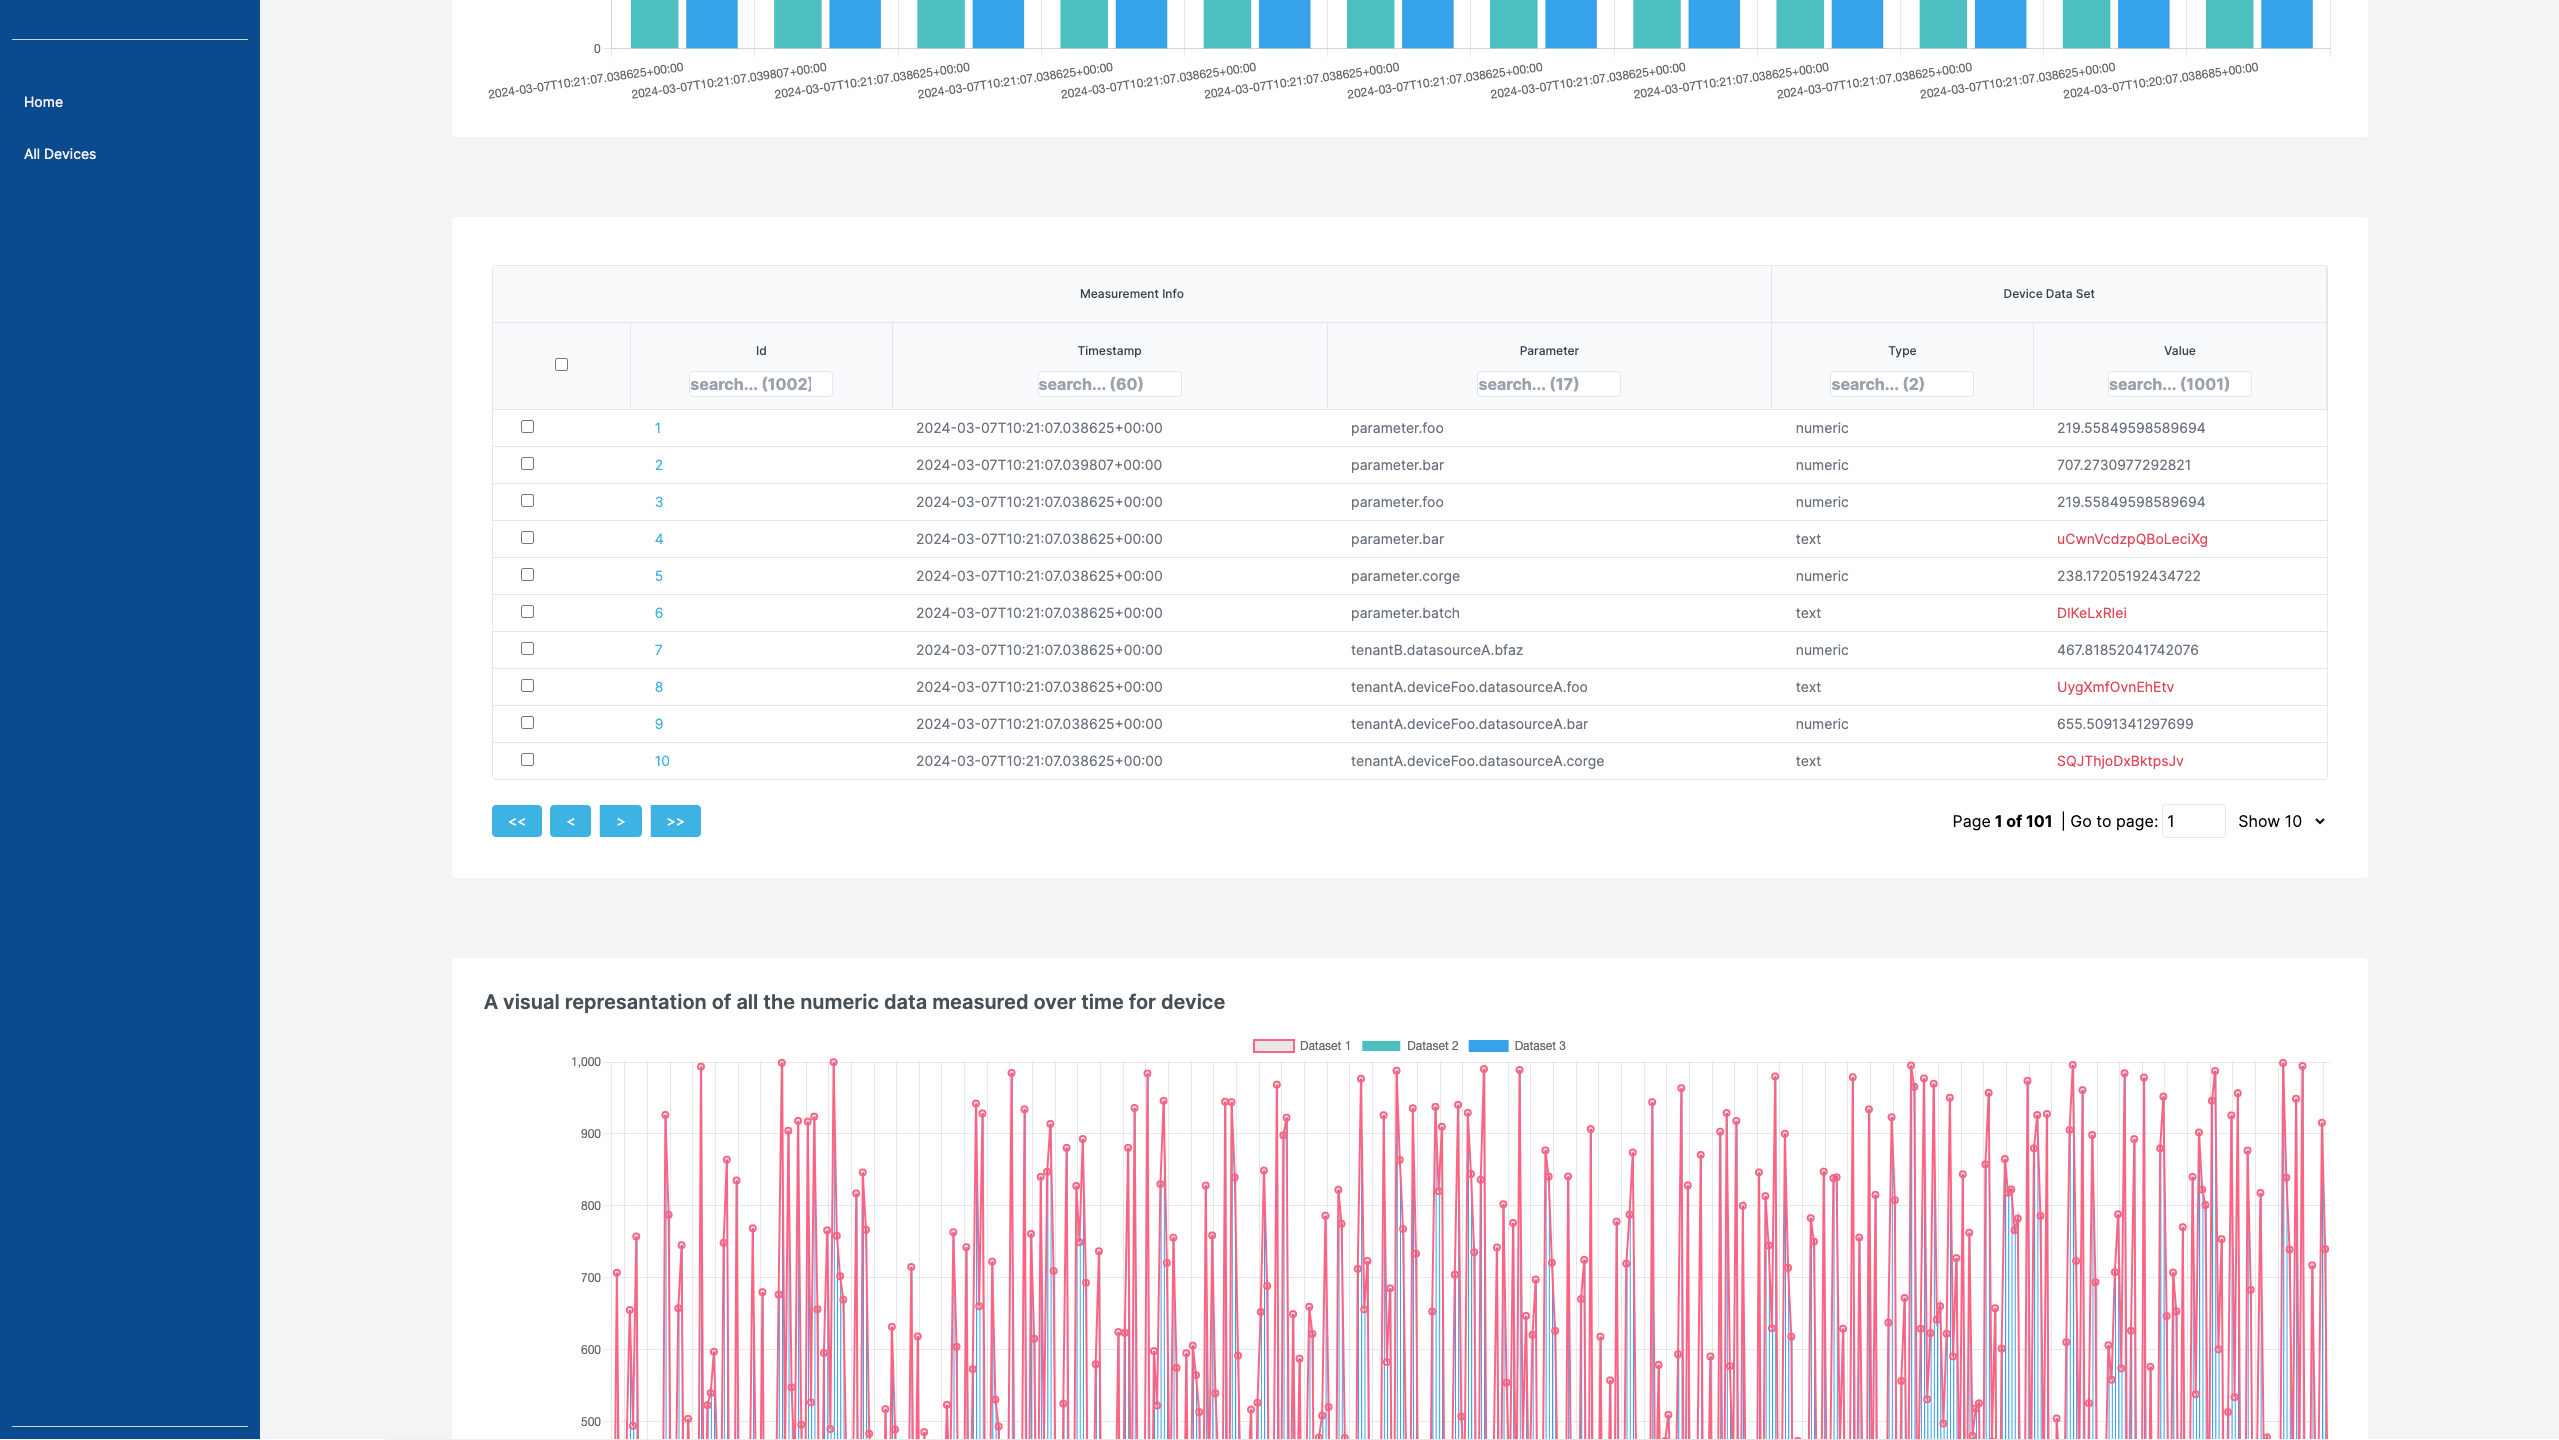 Home
All Devices
0
2024-03-07T10:21:07.038625+00:00
2024-03-07T10:21:07.039807+00:00
2024-03-07T10:21:07.038625+00:00
2024-03-07T10:21:07.038625+00:00
2024-03-07T10:21:07.038625+00:00
2024-03-07T10:21:07.038625+00:00
2024-03-07T10:21:07.038625+00:00
2024-03-07T10:21:07.038625+00:00
2024-03-07T10:21:07.038625+00:00
2024-03-07T10:21:07.038625+00:00
2024-03-07T10:21:07.038625+00:00
2024-03-07T10:20:07.038685+00:00
Measurement Info Device Data Set
Id Timestamp Parameter Type Value
search... (1002) search... (60) search... (17) search... (2) search... (1001)
1 2024-03-07T10:21:07.038625+00:00 parameter.foo numeric 219.55849598589694
2 2024-03-07T10:21:07.039807+00:00 parameter.bar numeric 707.2730977292821
3 2024-03-07T10:21:07.038625+00:00 parameter.foo numeric 219.55849598589694
4 2024-03-07T10:21:07.038625+00:00 parameter.bar text uCwnVcdzpQBoLeciXg
5 2024-03-07T10:21:07.038625+00:00 parameter.corge numeric 238.17205192434722
6 2024-03-07T10:21:07.038625+00:00 parameter.batch text DIKeLxRIei
7 2024-03-07T10:21:07.038625+00:00 tenantB.datasourceA.bfaz numeric 467.81852041742076
8 2024-03-07T10:21:07.038625+00:00 tenantA.deviceFoo.datasourceA.foo text UygXmfOvnEhEtv
9 2024-03-07T10:21:07.038625+00:00 tenantA.deviceFoo.datasourceA.bar numeric 655.5091341297699
10 2024-03-07T10:21:07.038625+00:00 tenantA.deviceFoo.datasourceA.corge text SQJThjoDxBktpsJv
<< < > >> Page 1 of 101 | Go to page: 1 Show 10
A visual represantation of all the numeric data measured over time for device
Dataset 1 Dataset 2 Dataset 3
1,000
900
800
700
600
500